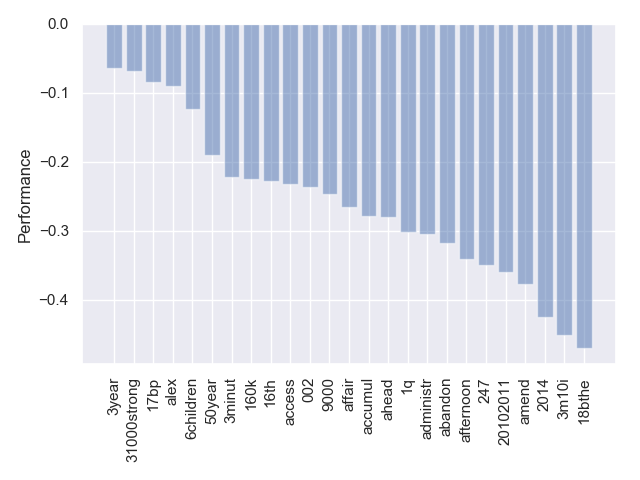 0.0
−0.1
−0.2
−0.3
−0.4
Performance
3year
31000strong
17bp
alex
6children
50year
3minut
160k
16th
access
002
9000
affair
accumul
ahead
1q
administr
abandon
afternoon
247
20102011
amend
2014
3m10i
18bthe